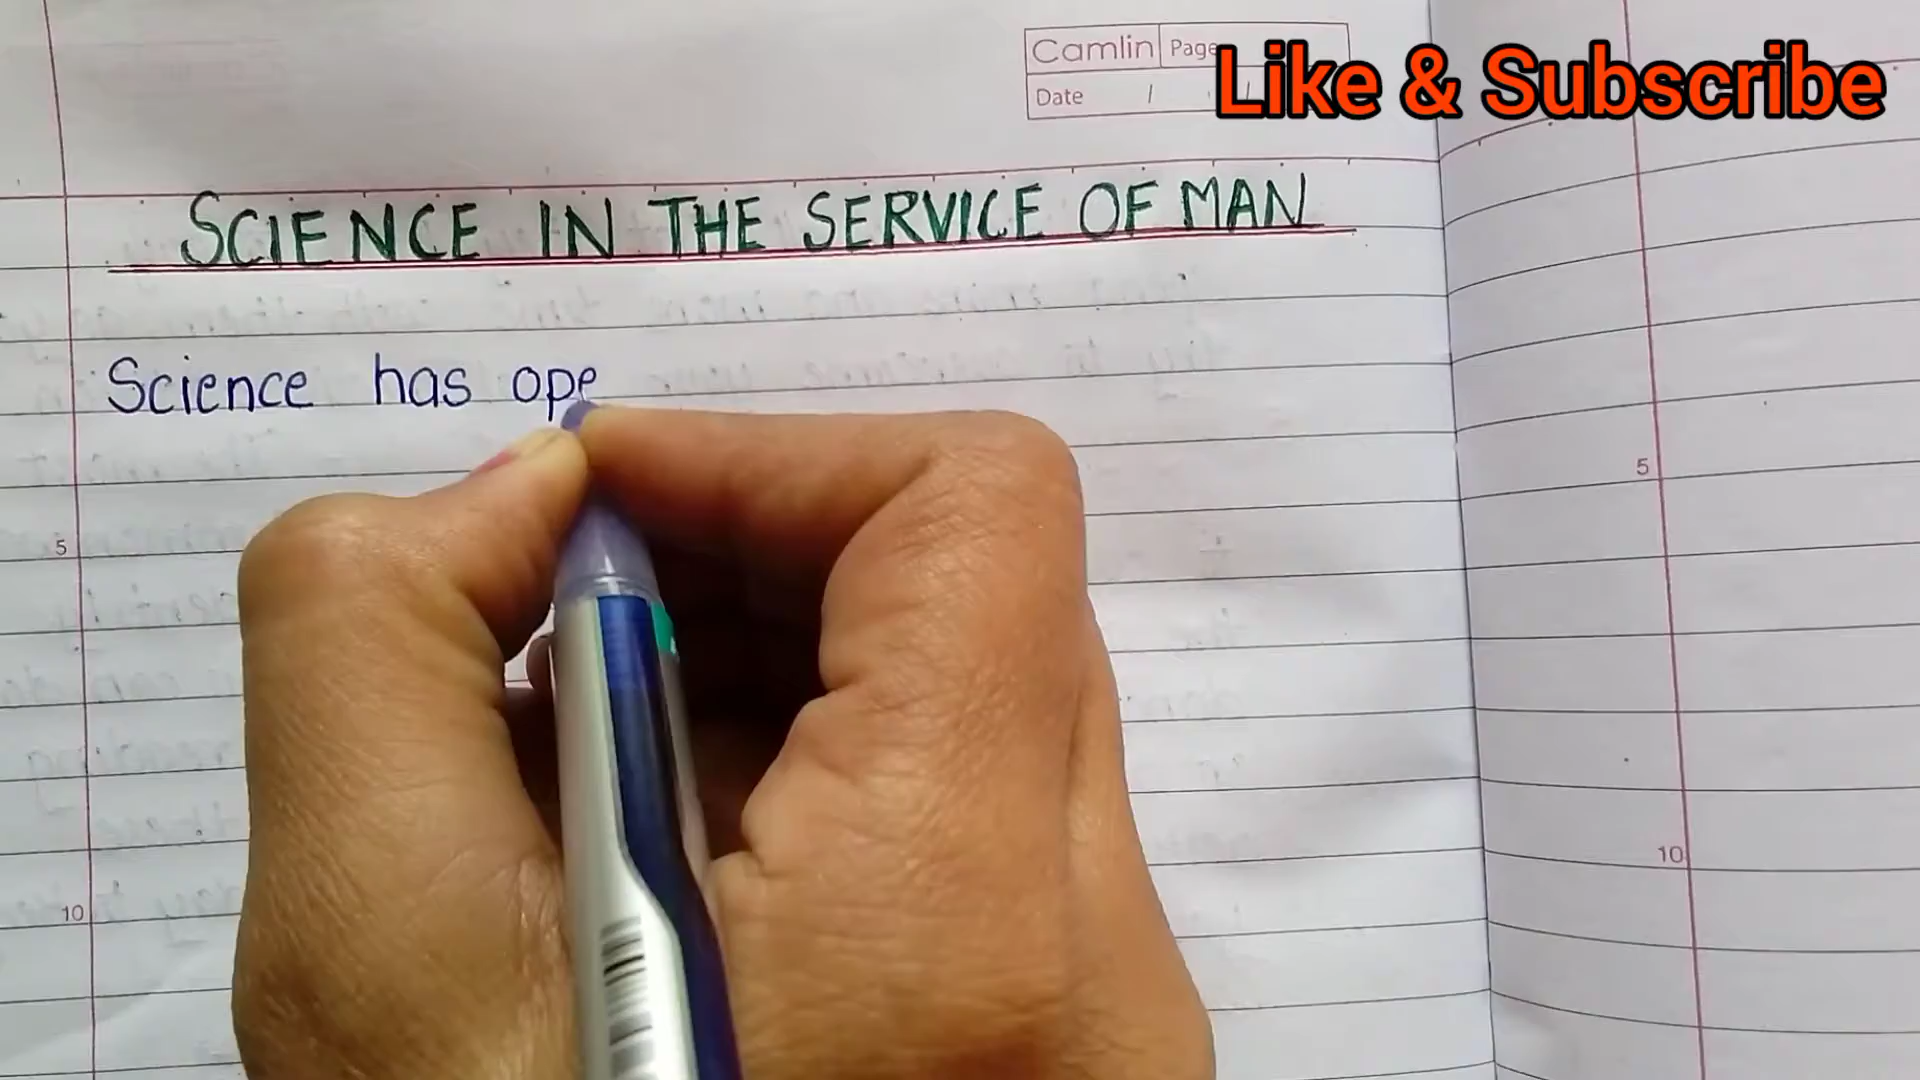 Camlin Page
Date / /
Like & Subscribe
SCIENCE IN THE SERVICE OF MAN
Science has ope
5
10
5
10